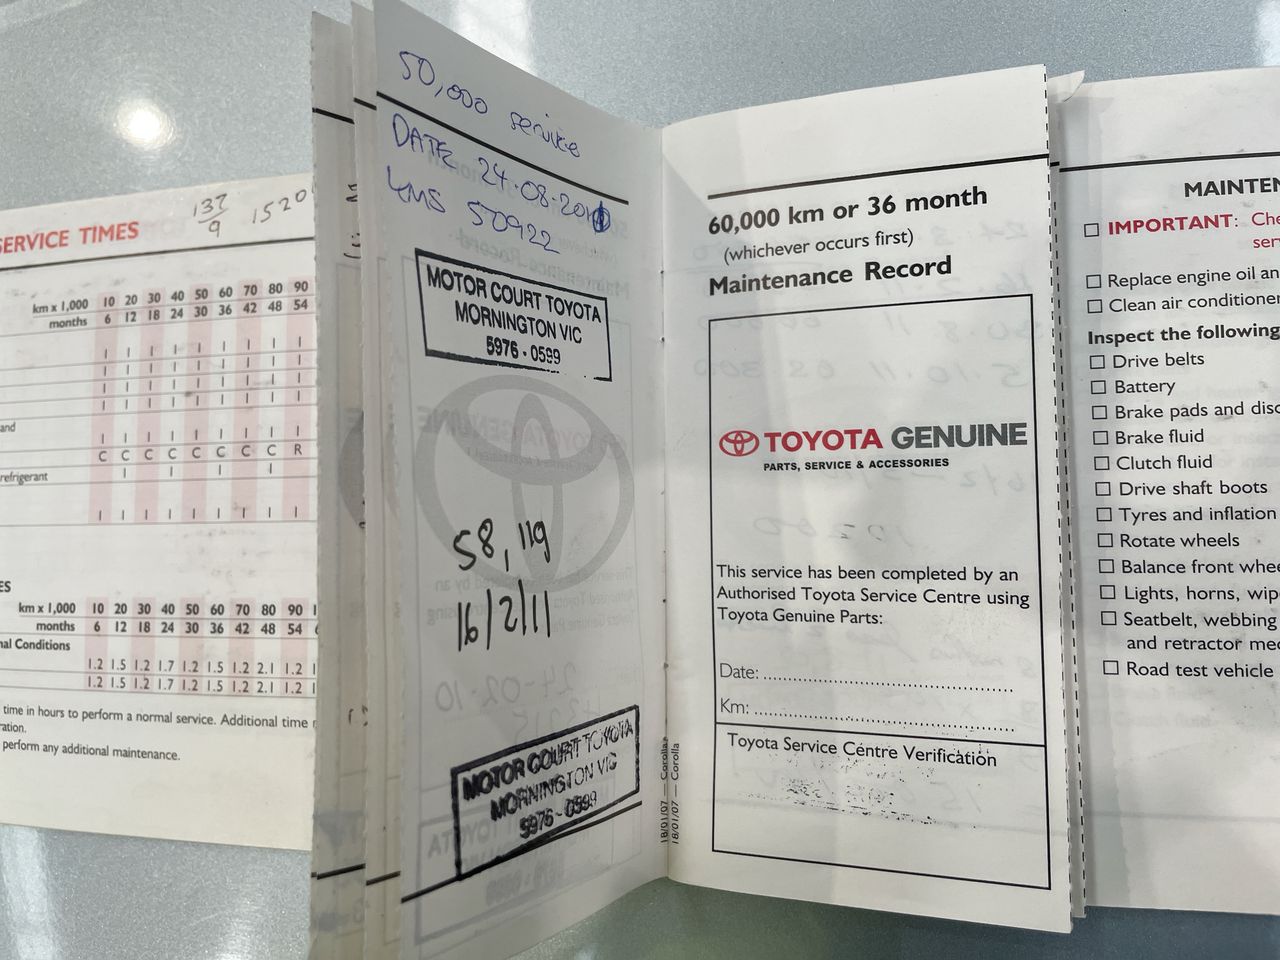 SERVICE TIMES
137
9
1520
km x 1,000 10 20 30 40 50 60 70 80 90
months 6 12 18 24 30 36 42 48 54
I I I I I I I I I
I I I I I I I I I
I I I I I I I I I
I I I I I I I I I
and
I I I I I I I I I
C C C C C C C C R
refrigerant I I I I
I I I I I I I I I
ES
km x 1,000 10 20 30 40 50 60 70 80 90 1
months 6 12 18 24 30 36 42 48 54
nal Conditions
1.2 1.5 1.2 1.7 1.2 1.5 1.2 2.1 1.2 1
1.2 1.5 1.2 1.7 1.2 1.5 1.2 2.1 1.2 1
time in hours to perform a normal service. Additional time
ration.
perform any additional maintenance.
50,000 service
DATE 24-08-2010
KMS 50922
MOTOR COURT TOYOTA
MORNINGTON VIC
5976-0599
58,119
16/2/11
MOTOR COURT TOYOTA
MORNINGTON VIC
5976-0599
18/01/07 — Corolla
18/01/07 — Corolla
60,000 km or 36 month
(whichever occurs first)
Maintenance Record
TOYOTA GENUINE
PARTS, SERVICE & ACCESSORIES
This service has been completed by an
Authorised Toyota Service Centre using
Toyota Genuine Parts:
Date:
Km:
Toyota Service Centre Verification
MAINTEN
IMPORTANT: Che
serv
Replace engine oil an
Clean air conditioner
Inspect the following
Drive belts
Battery
Brake pads and disc
Brake fluid
Clutch fluid
Drive shaft boots
Tyres and inflation
Rotate wheels
Balance front whee
Lights, horns, wip
Seatbelt, webbing
and retractor me
Road test vehicle